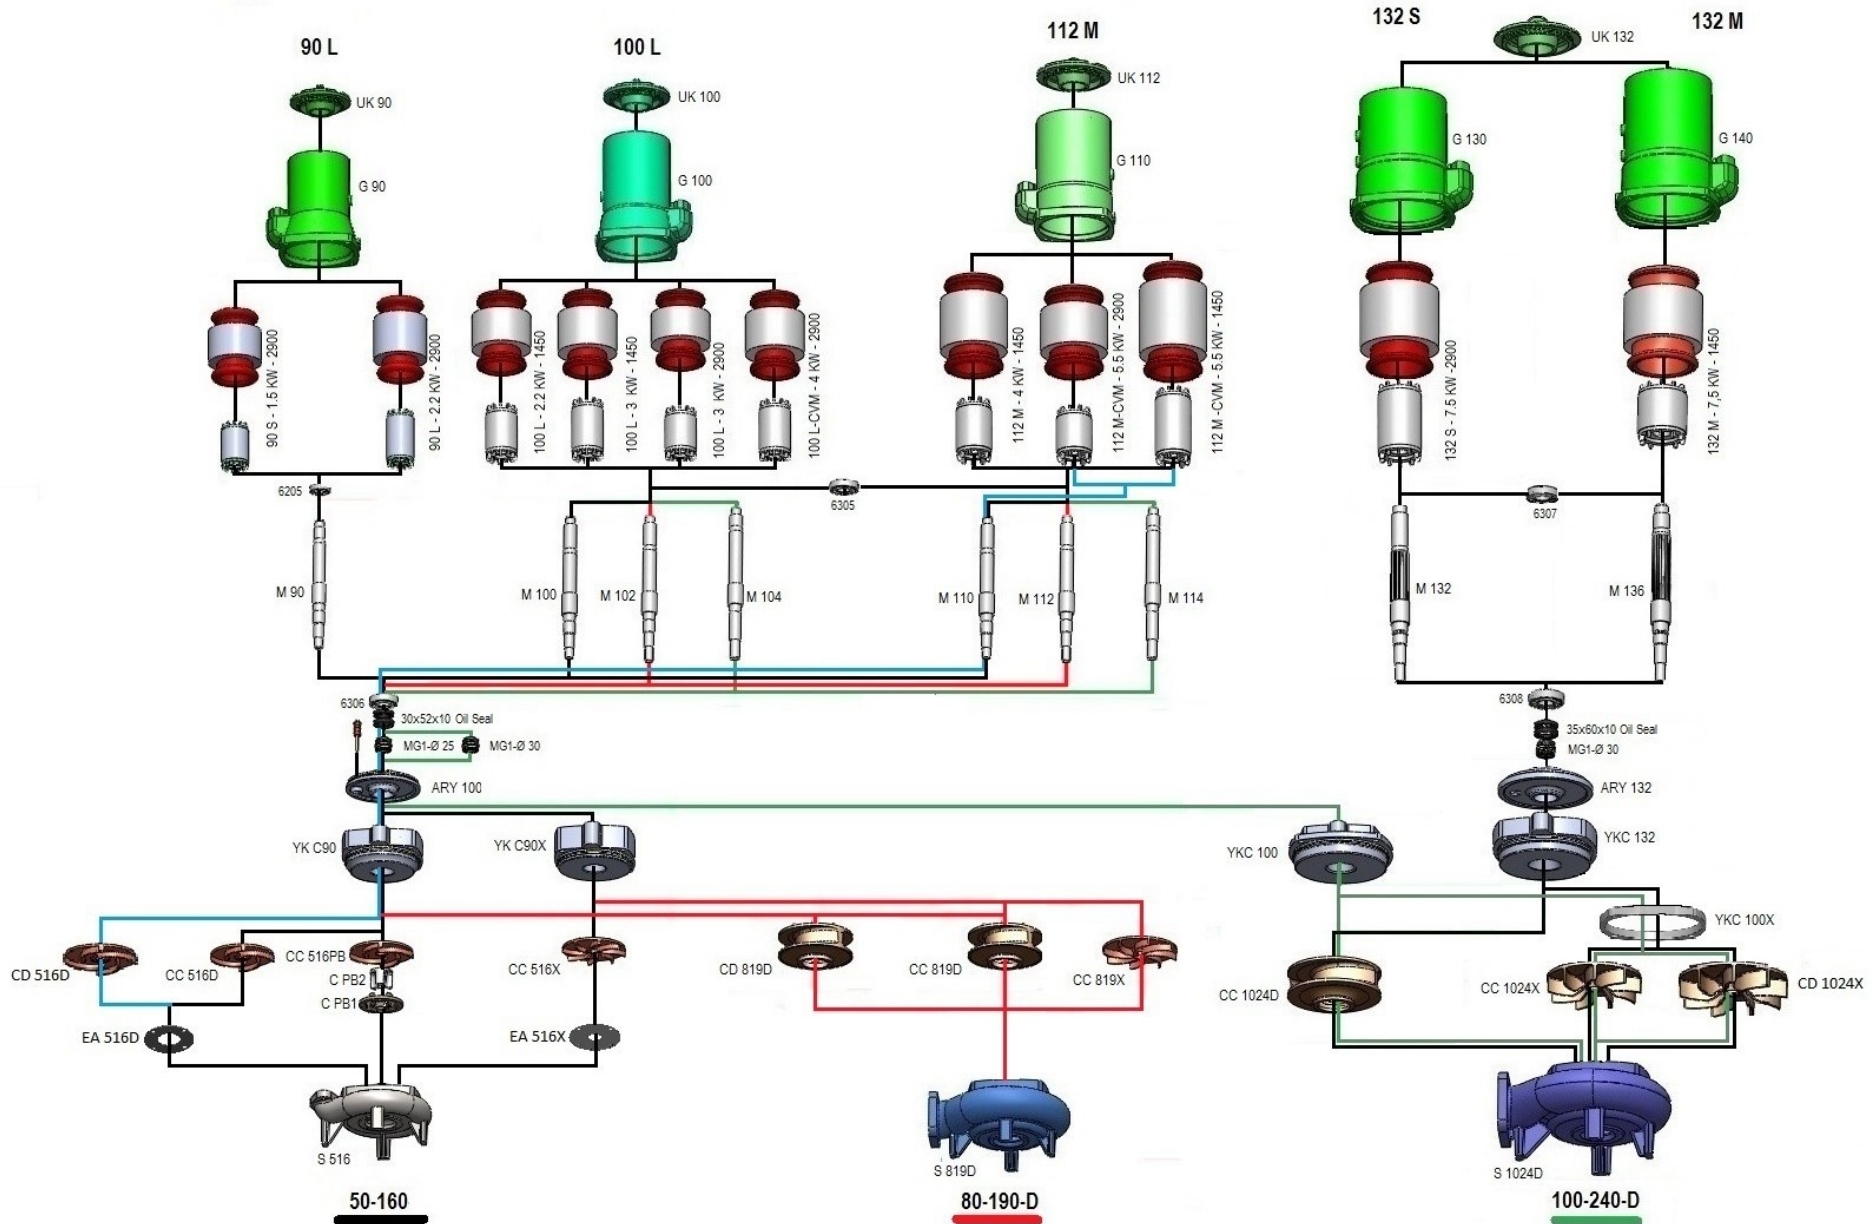 90 L
100 L
112 M
132 S
132 M
UK 90
UK 100
UK 112
UK 132
G 90
G 100
G 110
G 130
G 140
90 S - 1.5 KW - 2900
90 L - 2.2 KW - 2900
100 L - 2.2 KW - 1450
100 L - 3 KW - 1450
100 L - 3 KW - 2900
100 L-CVM - 4 KW - 2900
112 M - 4 KW - 1450
112 M-CVM - 5.5 KW - 2900
112 M -CVM - 5.5 KW - 1450
132 S - 7.5 KW -2900
132 M - 7,5 KW - 1450
6205
6305
6307
M 90
M 100
M 102
M 104
M 110
M 112
M 114
M 132
M 136
6306
30x52x10 Oil Seal
MG1-Ø 25
MG1-Ø 30
ARY 100
6308
35x60x10 Oil Seal
MG1-Ø 30
ARY 132
YK C90
YK C90X
YKC 100
YKC 132
YKC 100X
CD 516D
CC 516D
CC 516PB
C PB2
C PB1
CC 516X
CD 819D
CC 819D
CC 819X
CC 1024D
CC 1024X
CD 1024X
EA 516D
EA 516X
S 516
S 819D
S 1024D
50-160
80-190-D
100-240-D